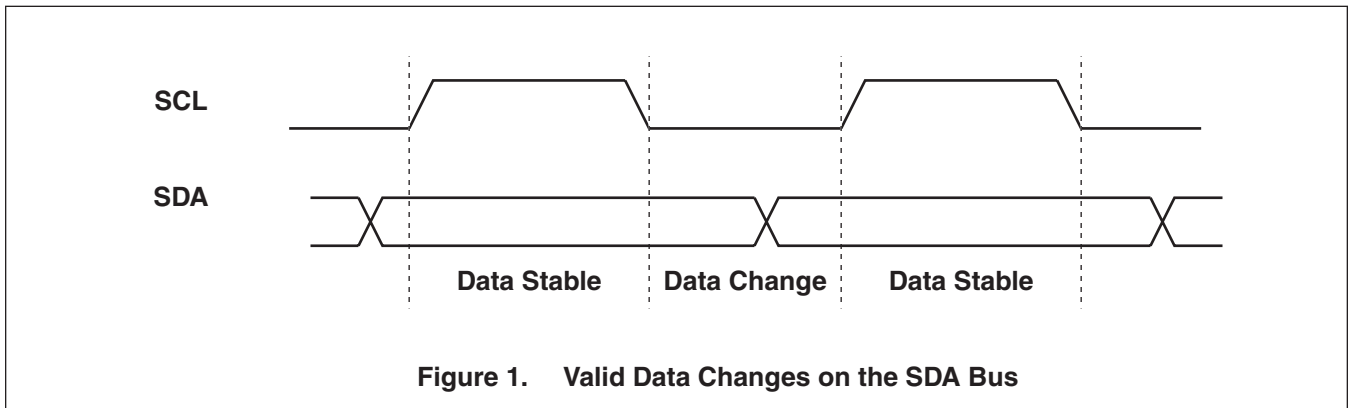 SCL
SDA
Data Stable
Data Change
Data Stable
Figure 1. Valid Data Changes on the SDA Bus